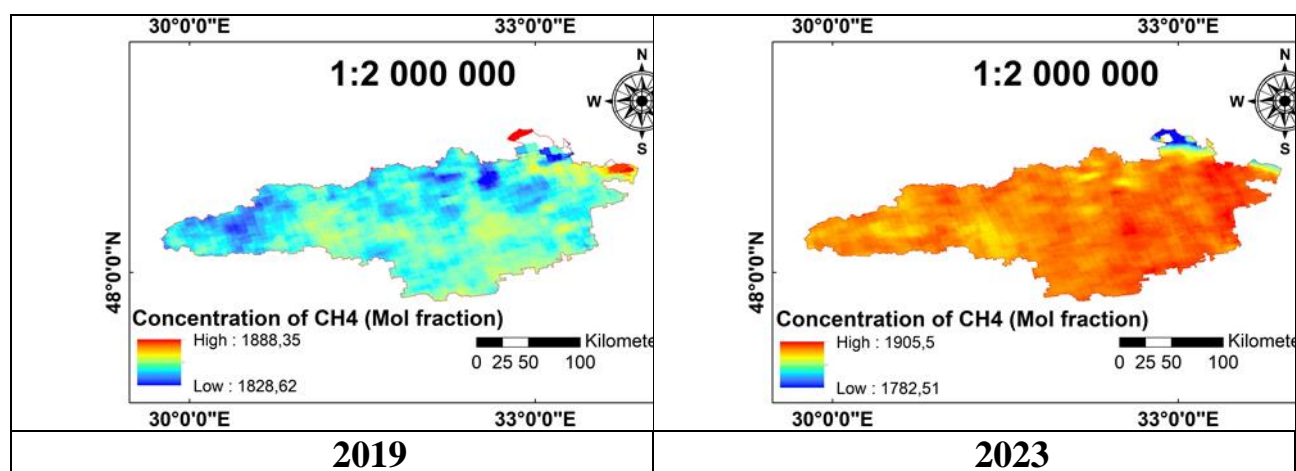 30°0'0"E 33°0'0"E
1:2 000 000
N
W
S
48°0'0"N
Concentration of CH4 (Mol fraction)
High : 1888,35
Low : 1828,62
Kilomete
0 25 50 100
30°0'0"E 33°0'0"E
2019
30°0'0"E 33°0'0"E
1:2 000 000
N
W
S
48°0'0"N
Concentration of CH4 (Mol fraction)
High : 1905,5
Low : 1782,51
Kilomete
0 25 50 100
30°0'0"E 33°0'0"E
2023